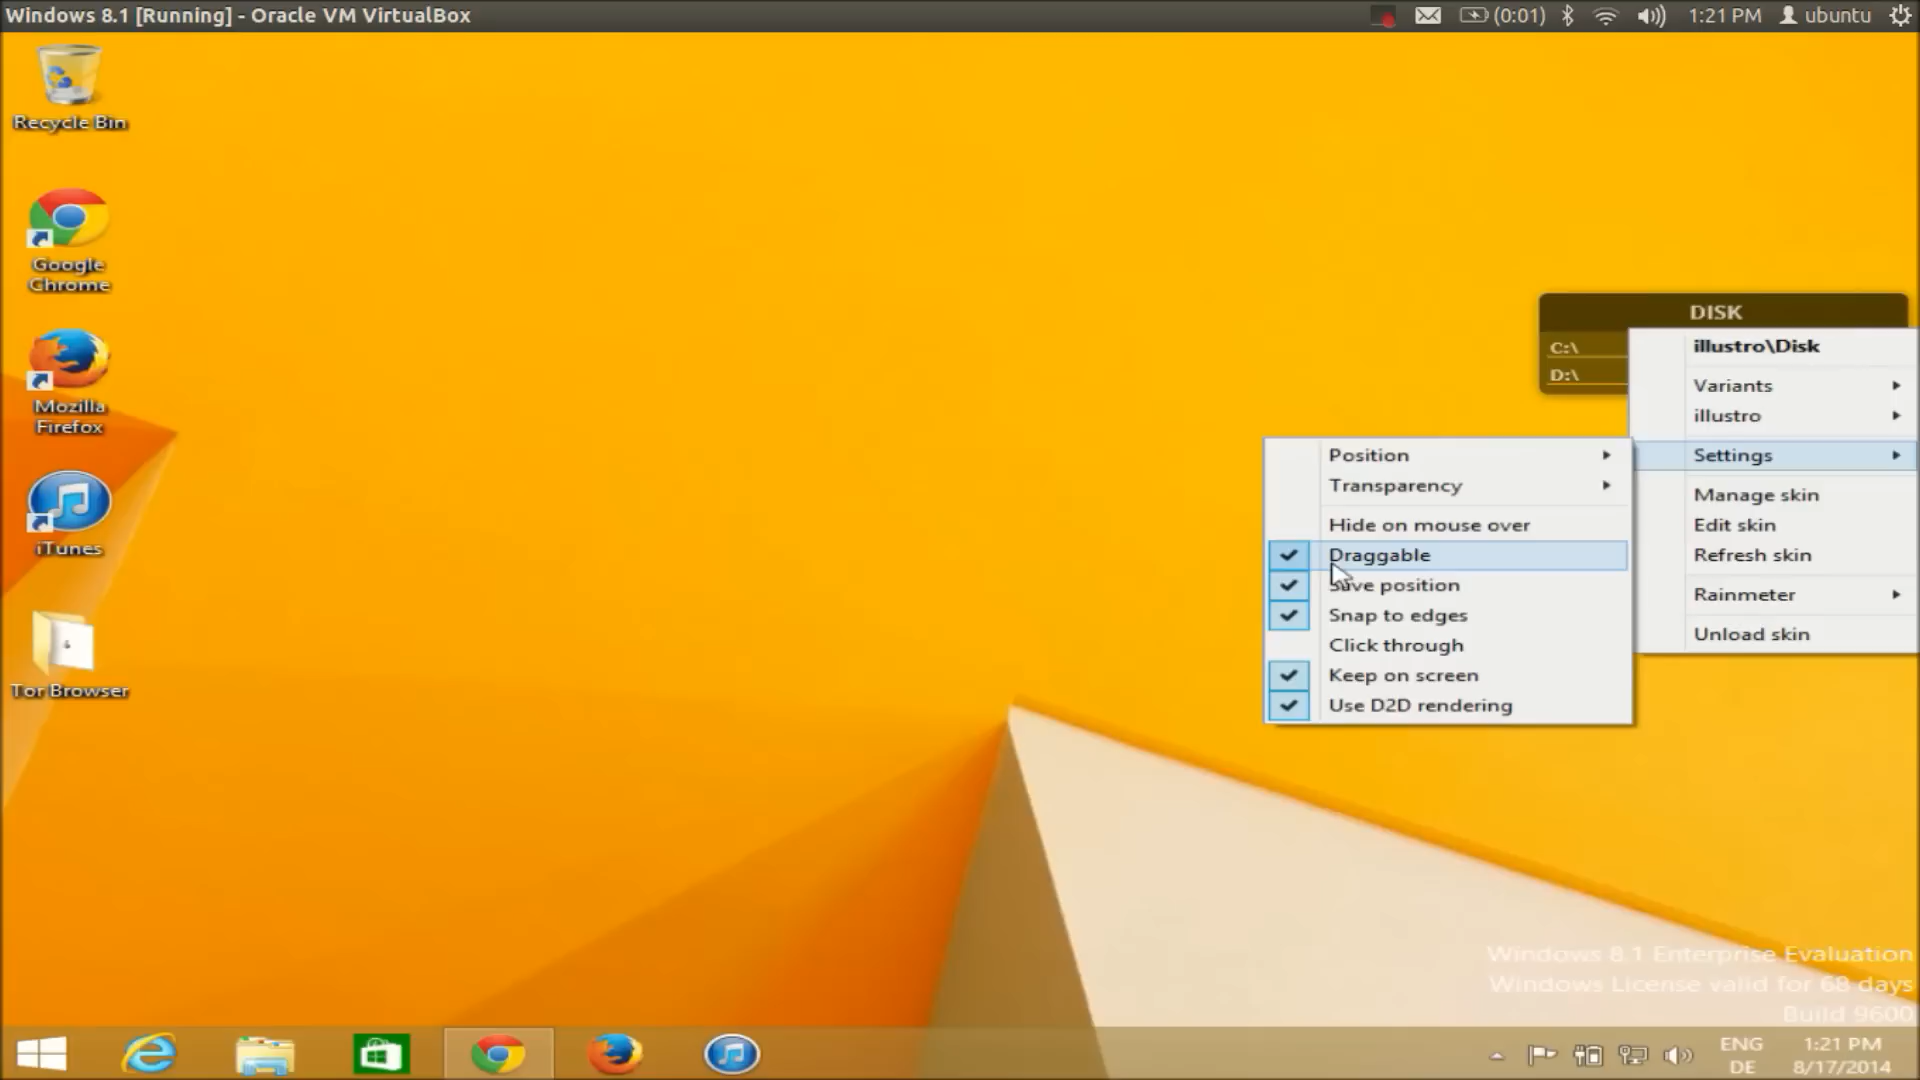 Windows 8.1 [Running] - Oracle VM VirtualBox
(0:01)
1:21 PM
ubuntu
Recycle Bin
Google
Chrome
Mozilla
Firefox
iTunes
Tor Browser
DISK
C:\
D:\
illustro\Disk
Variants
illustro
Settings
Manage skin
Edit skin
Refresh skin
Rainmeter
Unload skin
Position
Transparency
Hide on mouse over
Draggable
Save position
Snap to edges
Click through
Keep on screen
Use D2D rendering
Windows 8.1 Enterprise Evaluation
Windows License valid for 68 days
Build 9600
ENG
DE
1:21 PM
8/17/2014